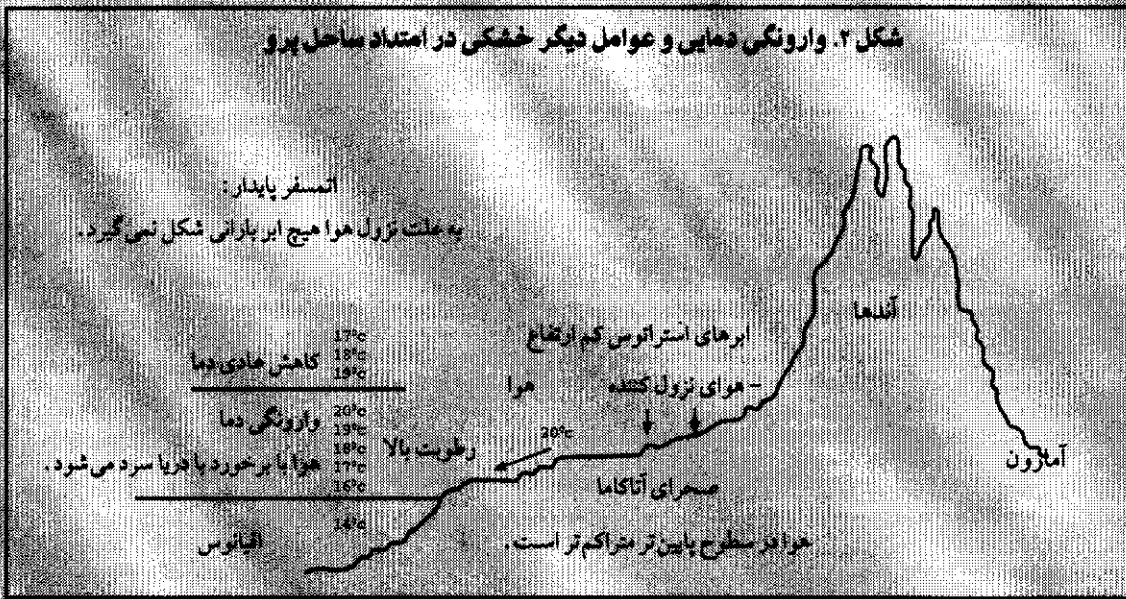 شکل ۲. وارونگی دمایی و عوامل دیگر خشکی در امتداد ساحل پرو
اتمسفر پایدار:
به علت نزول هوا هیچ ابر بارانی شکل نمی‌گیرد.
آندها
ابرهای استراتوس کم ارتفاع
- هوای نزول کننده
هوا
17°c
18°c
19°c
کاهش عادی دما
20°c
19°c
18°c
17°c
16°c
وارونگی دما
رطوبت بالا
20°c
هوا با برخورد با دریا سرد می‌شود.
آمازون
صحرای آتاکاما
14°c
اقیانوس
هوا در سطوح پایین‌تر متراکم‌تر است.